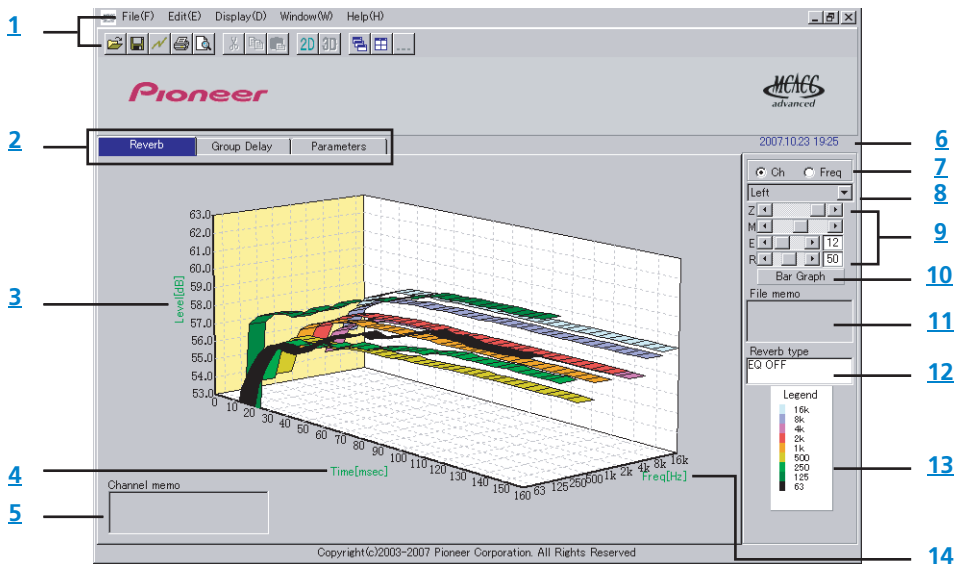 File(F) Edit(E) Display(D) Window(W) Help(H)
1
2D 3D
Pioneer
MCACC
advanced
2
Reverb Group Delay Parameters
2007.10.23 19:25
6
Ch Freq
7
Left
8
Z
M
E 12
R 50
9
Bar Graph
10
File memo
11
Reverb type
EQ OFF
12
Legend
16k
8k
4k
2k
1k
500
250
125
63
13
3
Level[dB]
63.0
62.0
61.0
60.0
59.0
58.0
57.0
56.0
55.0
54.0
53.0
0 10 20 30 40 50 60 70 80 90 100 110 120 130 140 150 160
63 125 250 500 1k 2k 4k 8k 16k
4
Time[msec]
Freq[Hz]
Channel memo
5
14
Copyright(c)2003-2007 Pioneer Corporation. All Rights Reserved